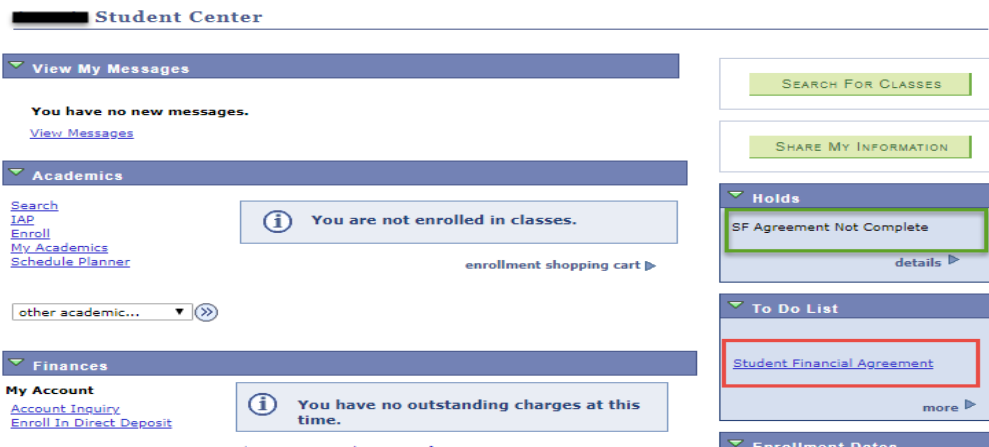 Student Center
View My Messages
You have no new messages.
View Messages
Academics
Search
IAP
Enroll
My Academics
Schedule Planner
You are not enrolled in classes.
enrollment shopping cart
other academic...
Finances
My Account
Account Inquiry
Enroll In Direct Deposit
You have no outstanding charges at this
time.
SEARCH FOR CLASSES
SHARE MY INFORMATION
Holds
SF Agreement Not Complete
details
To Do List
Student Financial Agreement
more
Enrollment Dates